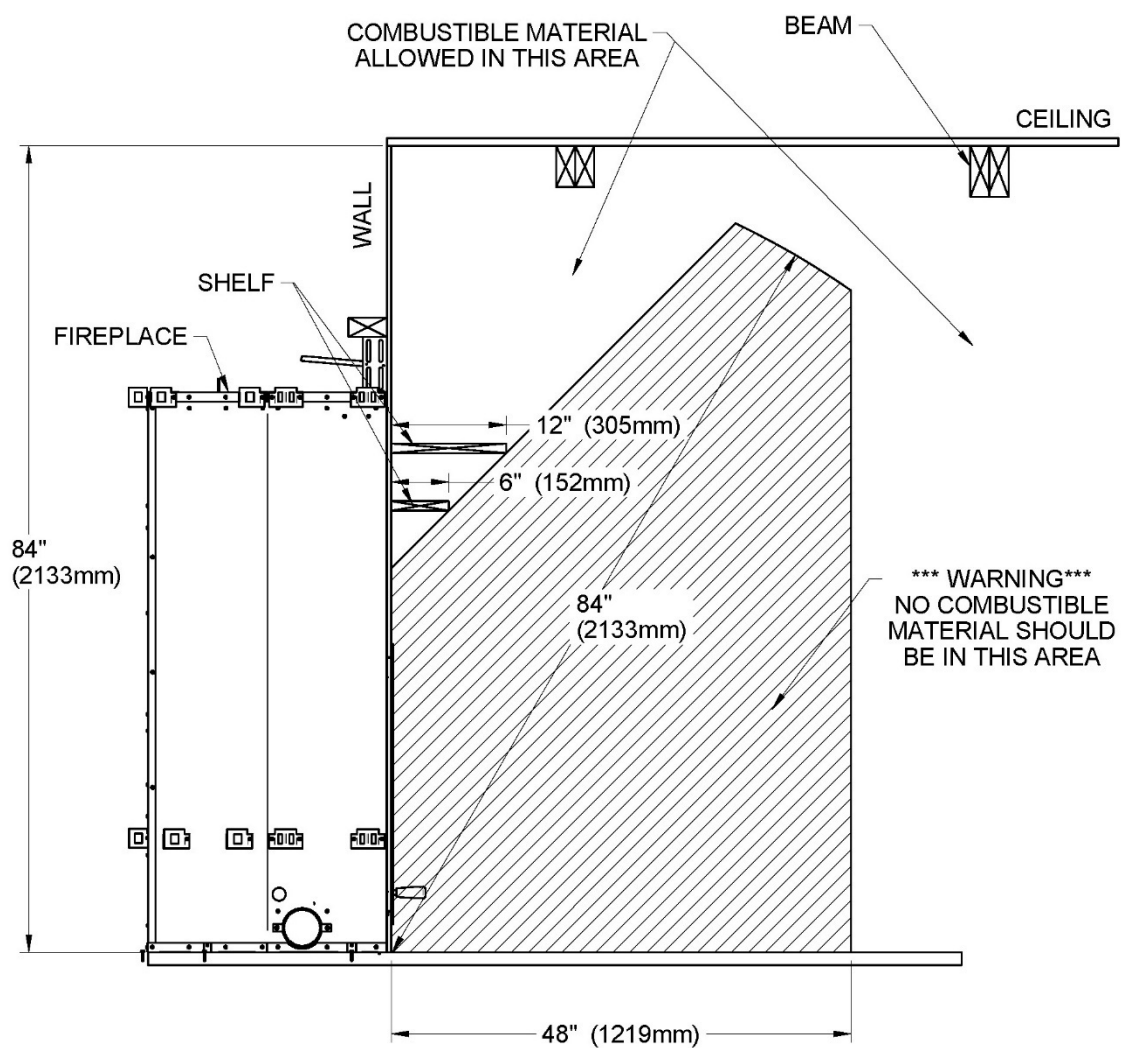 COMBUSTIBLE MATERIAL
ALLOWED IN THIS AREA
BEAM
CEILING
WALL
SHELF
FIREPLACE
12" (305mm)
6" (152mm)
84"
(2133mm)
84"
(2133mm)
*** WARNING***
NO COMBUSTIBLE
MATERIAL SHOULD
BE IN THIS AREA
48" (1219mm)